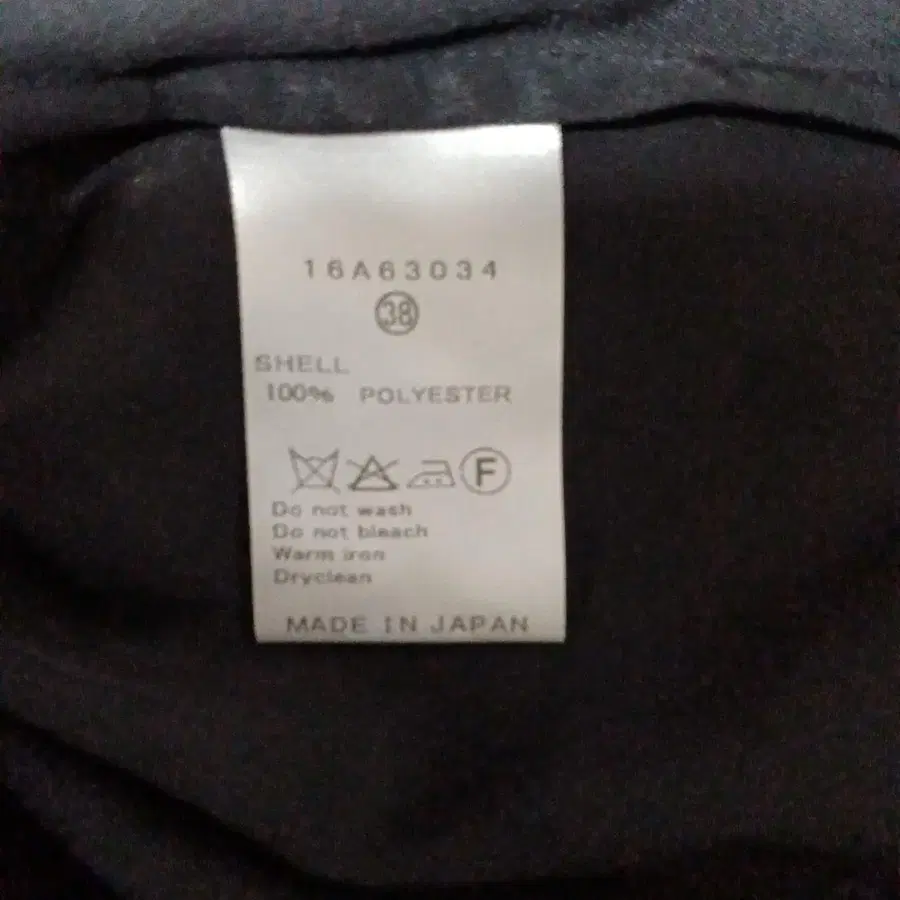 16A63034
38
SHELL
100% POLYESTER
F
Do not wash
Do not bleach
Warm iron
Dryclean
MADE IN JAPAN